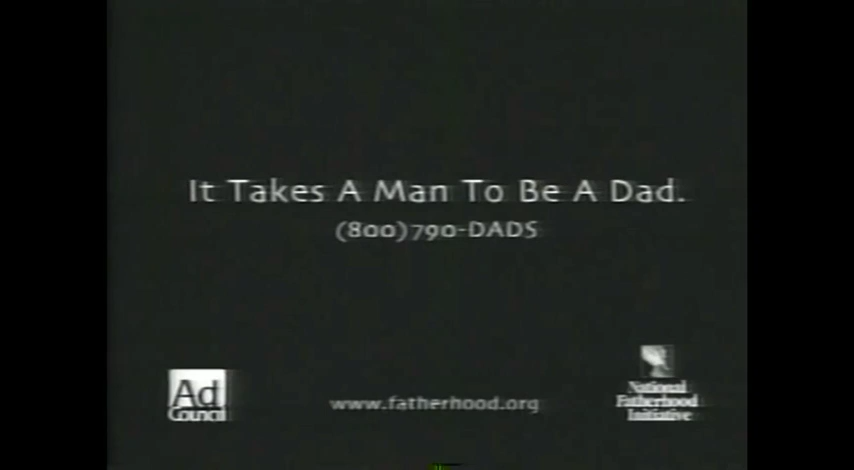 It Takes A Man To Be A Dad.
(800)790-DADS
Ad
Council
www.fatherhood.org
National
Fatherhood
Initiative